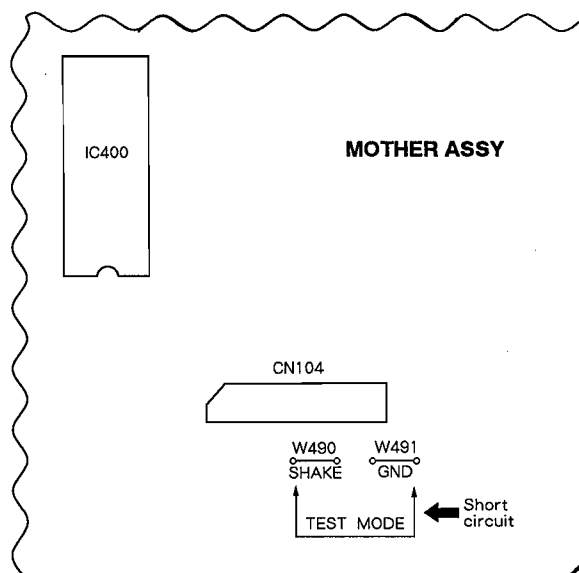 IC400
MOTHER ASSY
CN104
W490 W491
SHAKE GND
TEST MODE
Short
circuit